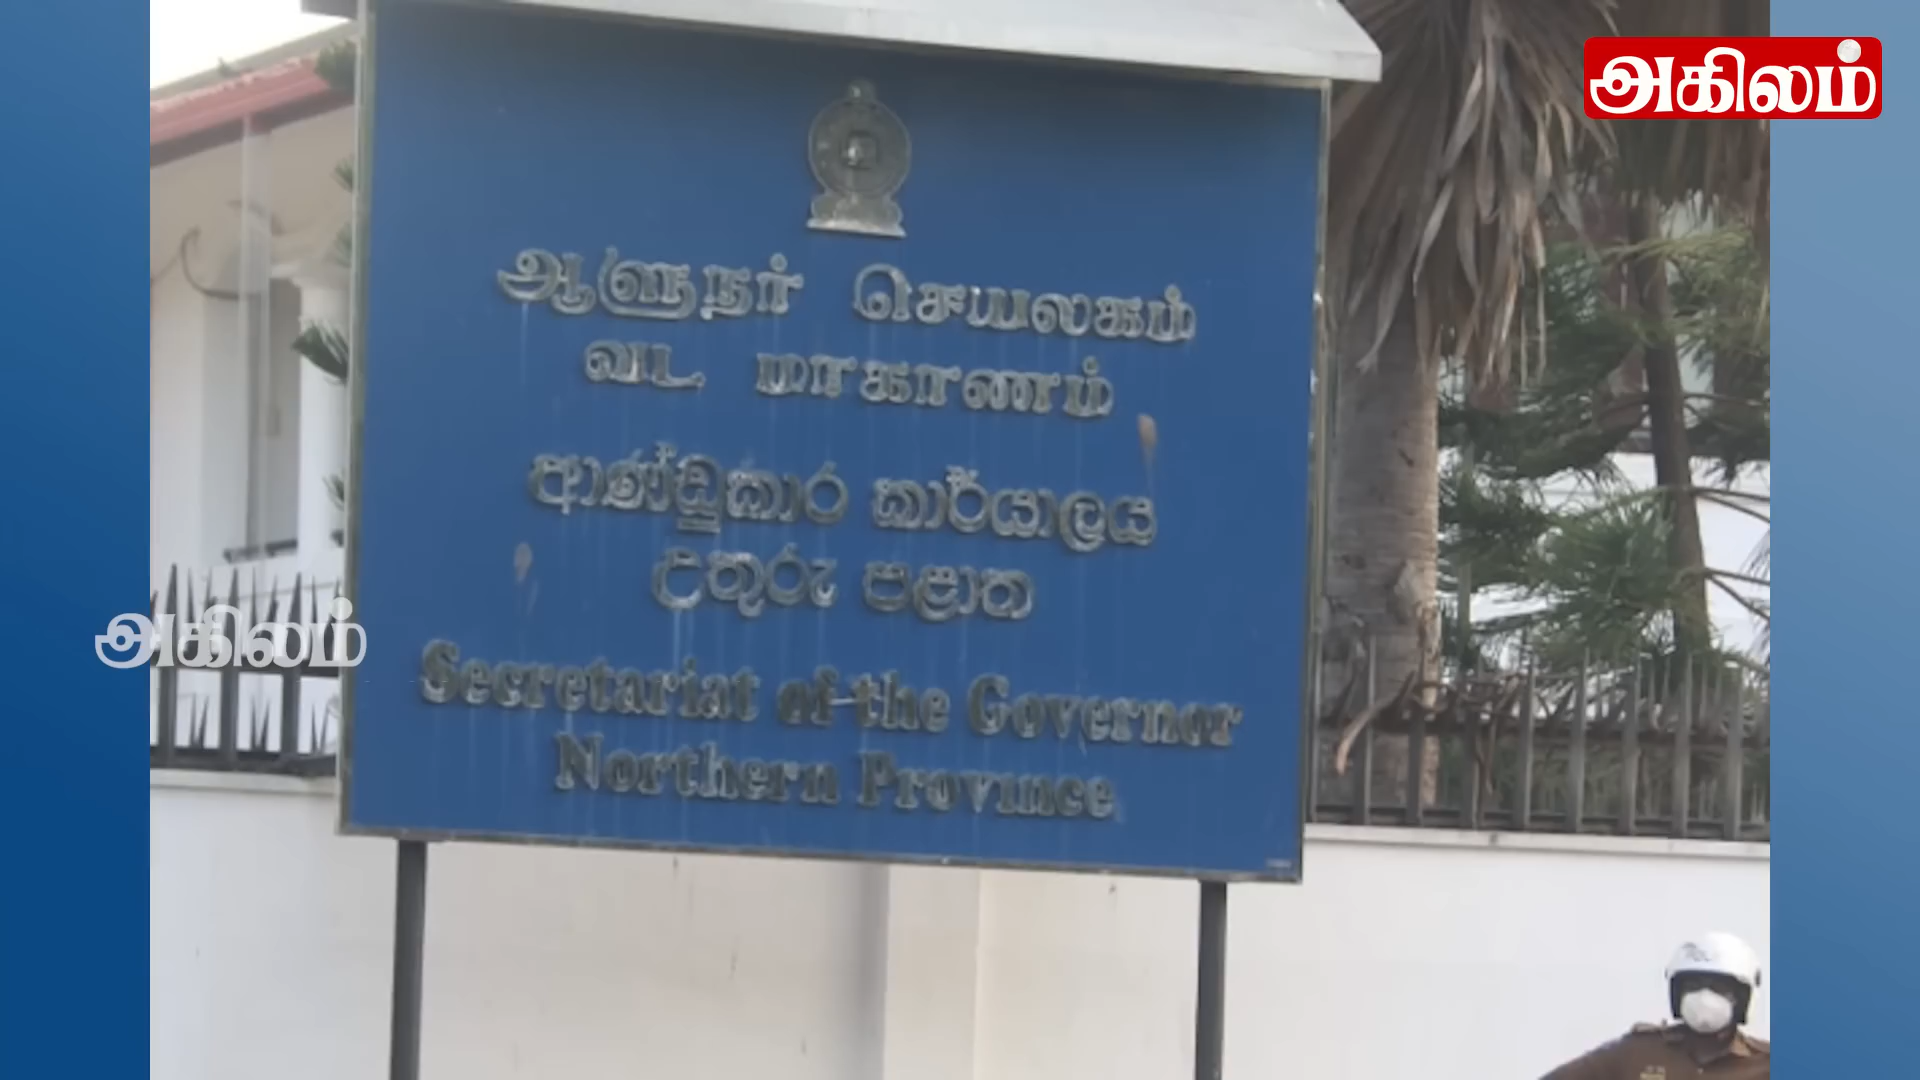 அகிலம்
ஆளுநர் செயலகம்
வட மாகாணம்
ආණ්ඩුකාර කාර්යාලය
උතුරු පළාත
அகிலம்
Secretariat of the Governor
Northern Province